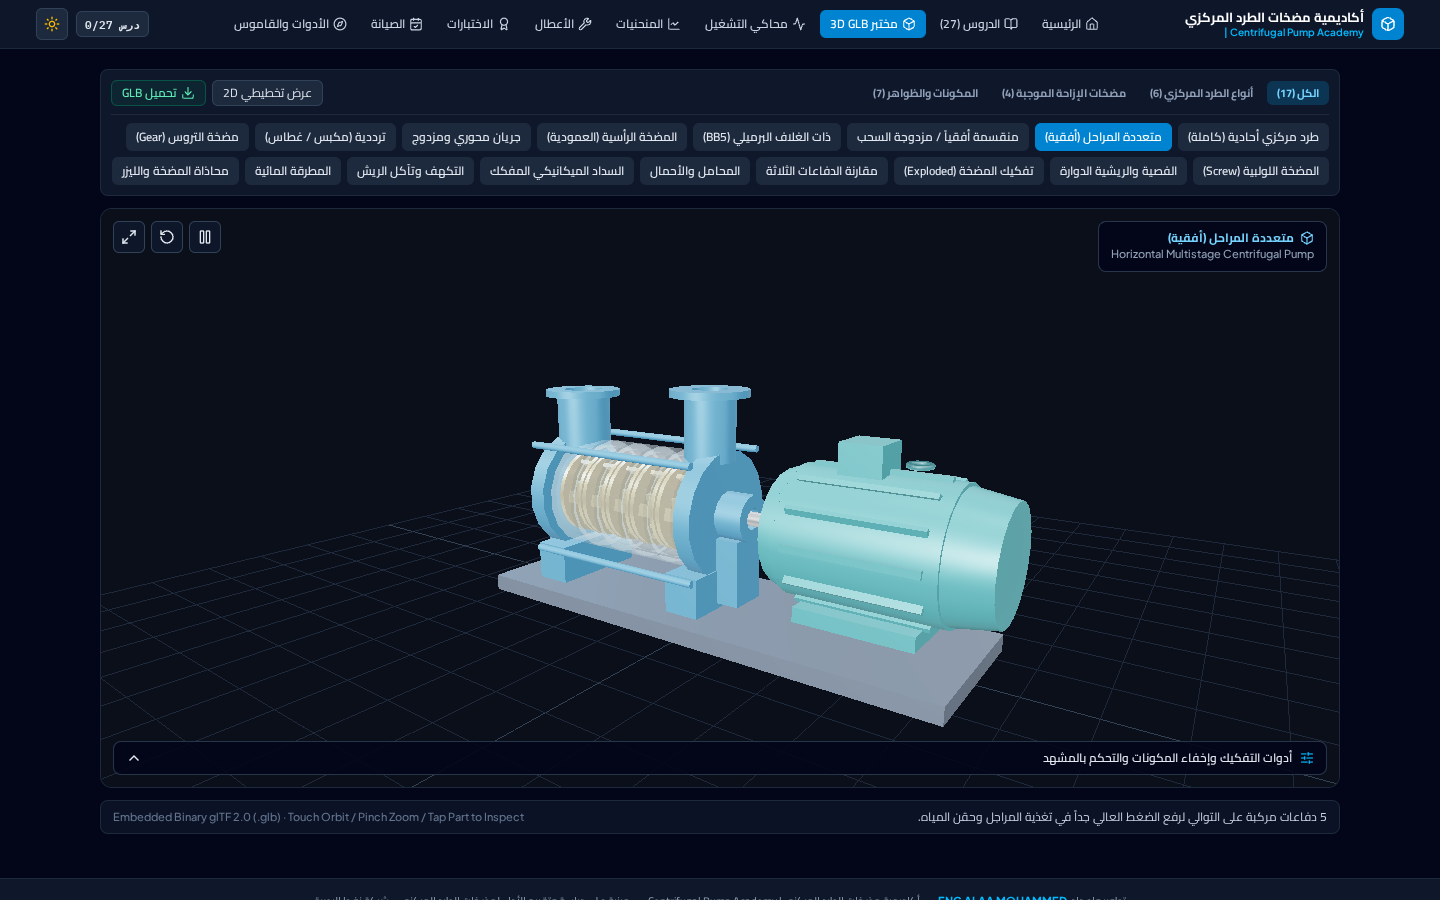 أكاديمية مضخات الطرد المركزي
Centrifugal Pump Academy |
الرئيسية
الدروس (27)
مختبر 3D GLB
محاكي التشغيل
المنحنيات
الأعطال
الاختبارات
الصيانة
الأدوات والقاموس
0/27 درس
الكل (17)
أنواع الطرد المركزي (6)
مضخات الإزاحة الموجبة (4)
المكونات والظواهر (7)
عرض تخطيطي 2D
تحميل GLB
طرد مركزي أحادية (كاملة)
متعددة المراحل (أفقية)
منقسمة أفقياً / مزدوجة السحب
ذات الغلاف البرميلي (BB5)
المضخة الرأسية (العمودية)
جريان محوري ومزدوج
ترددية (مكبس / غطاس)
مضخة التروس (Gear)
المضخة اللولبية (Screw)
الفصية والريشية الدوارة
تفكيك المضخة (Exploded)
مقارنة الدفاعات الثلاثة
المحامل والأحمال
السداد الميكانيكي المفكك
التكهف وتآكل الريش
المطرقة المائية
محاذاة المضخة والليزر
متعددة المراحل (أفقية)
Horizontal Multistage Centrifugal Pump
أدوات التفكيك وإخفاء المكونات والتحكم بالمشهد
5 دفاعات مركبة على التوالي لرفع الضغط العالي جداً في تغذية المراجل وحقن المياه.
Embedded Binary glTF 2.0 (.glb) · Touch Orbit / Pinch Zoom / Tap Part to Inspect